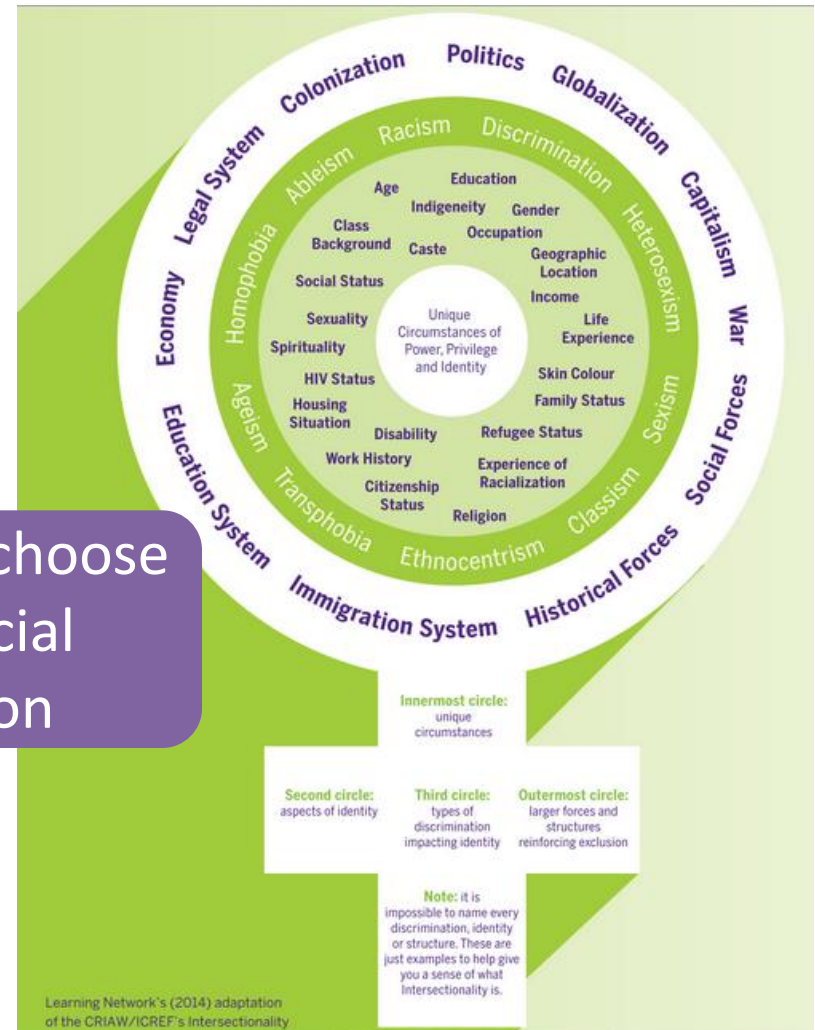 Politics
Globalization
Capitalism
War
Social Forces
Historical Forces
Immigration System
Education System
Economy
Legal System
Colonization
Racism
Discrimination
Heterosexism
Sexism
Classism
Ethnocentrism
Transphobia
Ageism
Homophobia
Ableism
Age
Education
Indigeneity
Gender
Class
Background
Caste
Occupation
Geographic
Location
Social Status
Income
Sexuality
Life
Experience
Spirituality
HIV Status
Skin Colour
Housing
Situation
Family Status
Disability
Refugee Status
Work History
Experience of
Racialization
Citizenship
Status
Religion
Unique
Circumstances of
Power, Privilege
and Identity
choose
cial
on
Innermost circle:
unique
circumstances
Second circle:
aspects of identity
Third circle:
types of
discrimination
impacting identity
Outermost circle:
larger forces and
structures
reinforcing exclusion
Note: it is
impossible to name every
discrimination, identity
or structure. These are
just examples to help give
you a sense of what
Intersectionality is.
Learning Network's (2014) adaptation
of the CRIAW/ICREF's Intersectionality